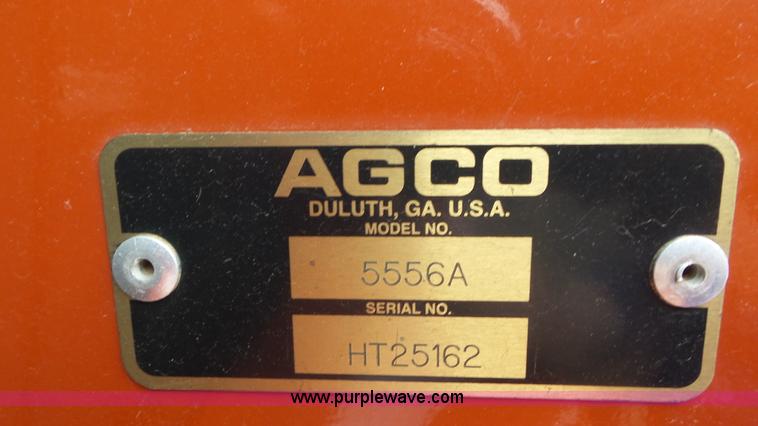 AGCO
DULUTH, GA. U.S.A.
MODEL NO.
5556A
SERIAL NO.
HT25162
www.purplewave.com